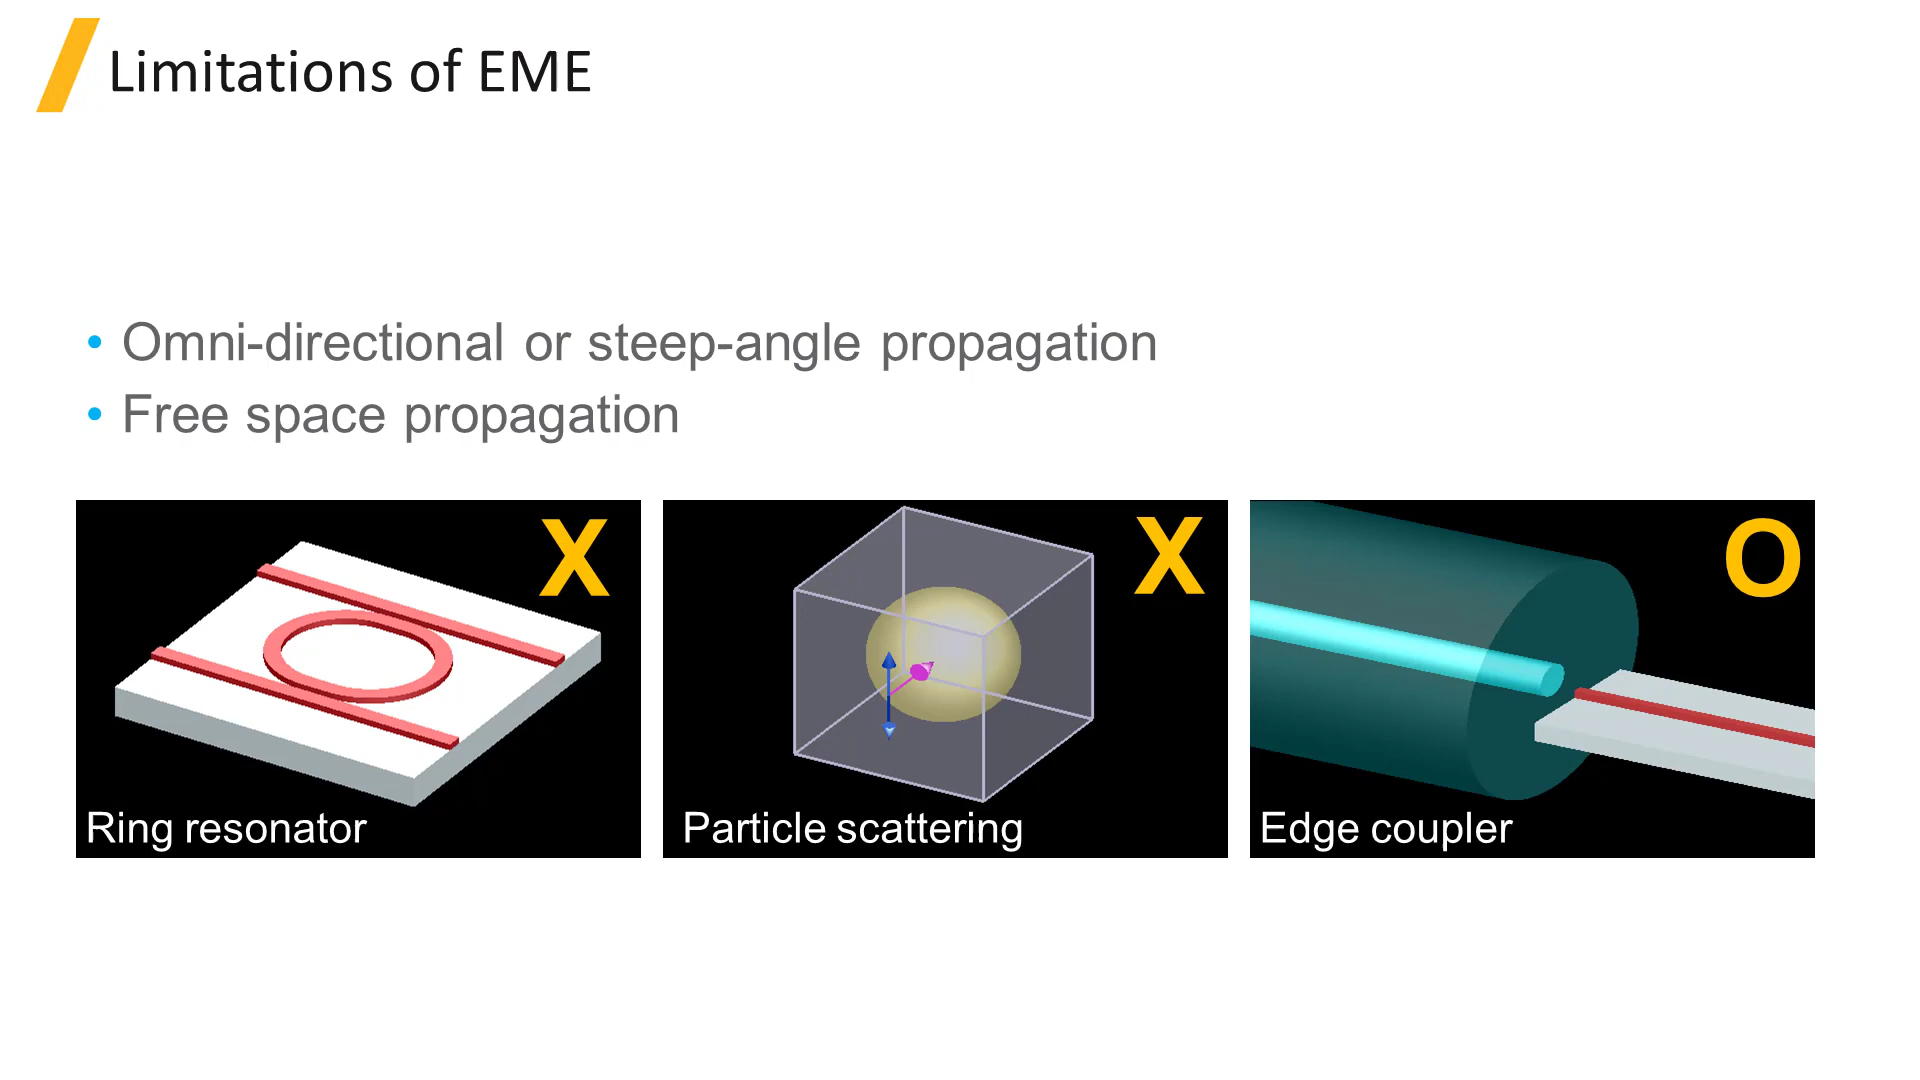 Limitations of EME
• Omni-directional or steep-angle propagation
• Free space propagation
X
X
O
Ring resonator
Particle scattering
Edge coupler